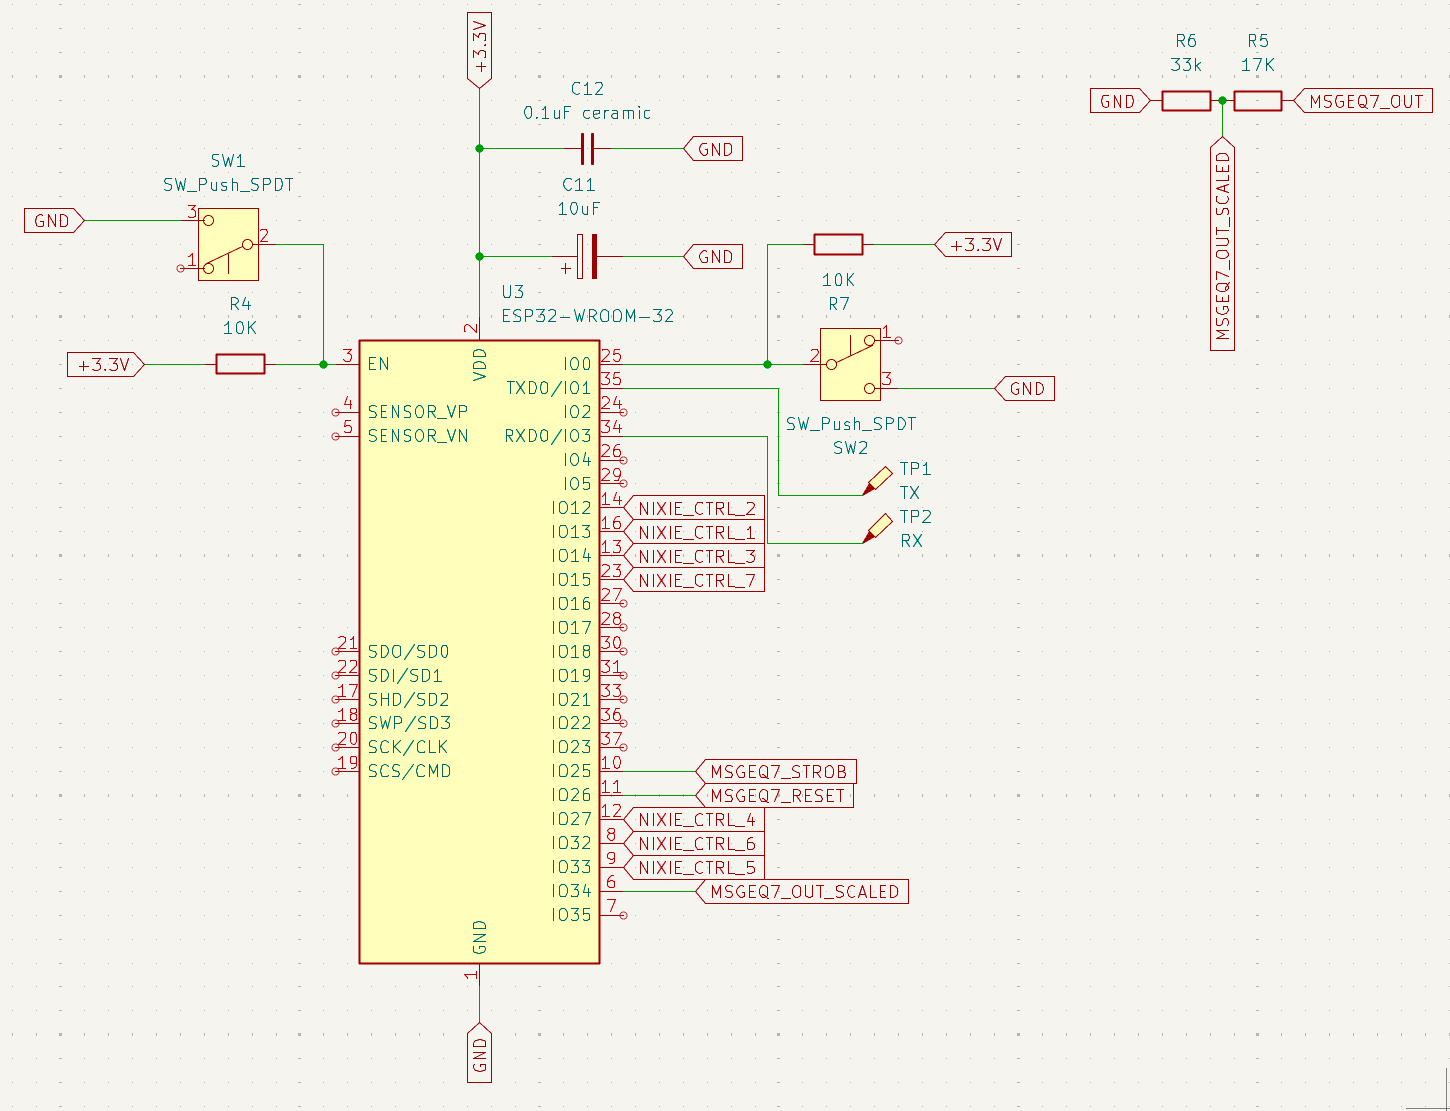 +3.3V
C12
0.1uF ceramic
GND
C11
10uF
+
GND
SW1
SW_Push_SPDT
GND
3
2
1
R4
10K
+3.3V
R6
33k
R5
17K
GND
MSGEQ7_OUT
MSGEQ7_OUT_SCALED
+3.3V
10K
R7
1
2
3
GND
SW_Push_SPDT
SW2
TP1
TX
TP2
RX
U3
ESP32-WROOM-32
2
VDD
3 EN
4 SENSOR_VP
5 SENSOR_VN
21 SDO/SD0
22 SDI/SD1
17 SHD/SD2
18 SWP/SD3
20 SCK/CLK
19 SCS/CMD
IO0 25
TXD0/IO1 35
IO2 24
RXD0/IO3 34
IO4 26
IO5 29
IO12 14 NIXIE_CTRL_2
IO13 16 NIXIE_CTRL_1
IO14 13 NIXIE_CTRL_3
IO15 23 NIXIE_CTRL_7
IO16 27
IO17 28
IO18 30
IO19 31
IO21 33
IO22 36
IO23 37
IO25 10 MSGEQ7_STROB
IO26 11 MSGEQ7_RESET
IO27 12 NIXIE_CTRL_4
IO32 8 NIXIE_CTRL_6
IO33 9 NIXIE_CTRL_5
IO34 6 MSGEQ7_OUT_SCALED
IO35 7
GND
1
GND